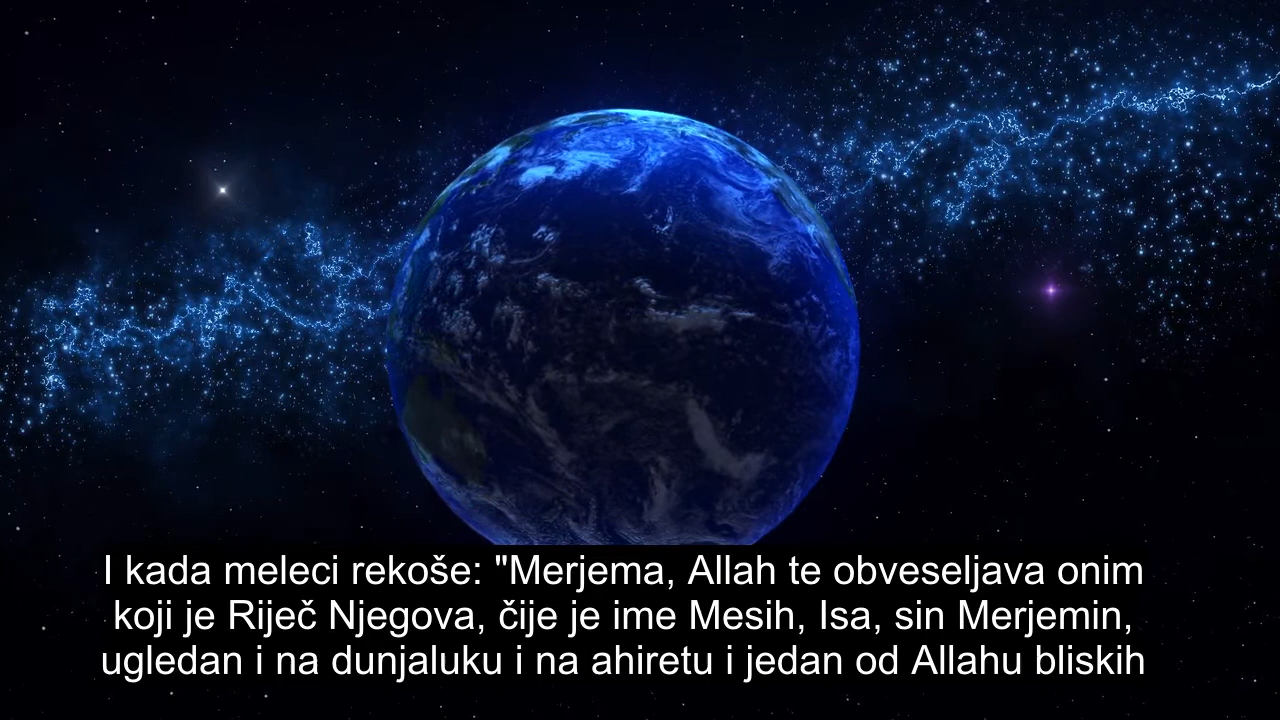 I kada meleci rekoše: "Merjema, Allah te obveseljava onim
koji je Riječ Njegova, čije je ime Mesih, Isa, sin Merjemin,
ugledan i na dunjaluku i na ahiretu i jedan od Allahu bliskih